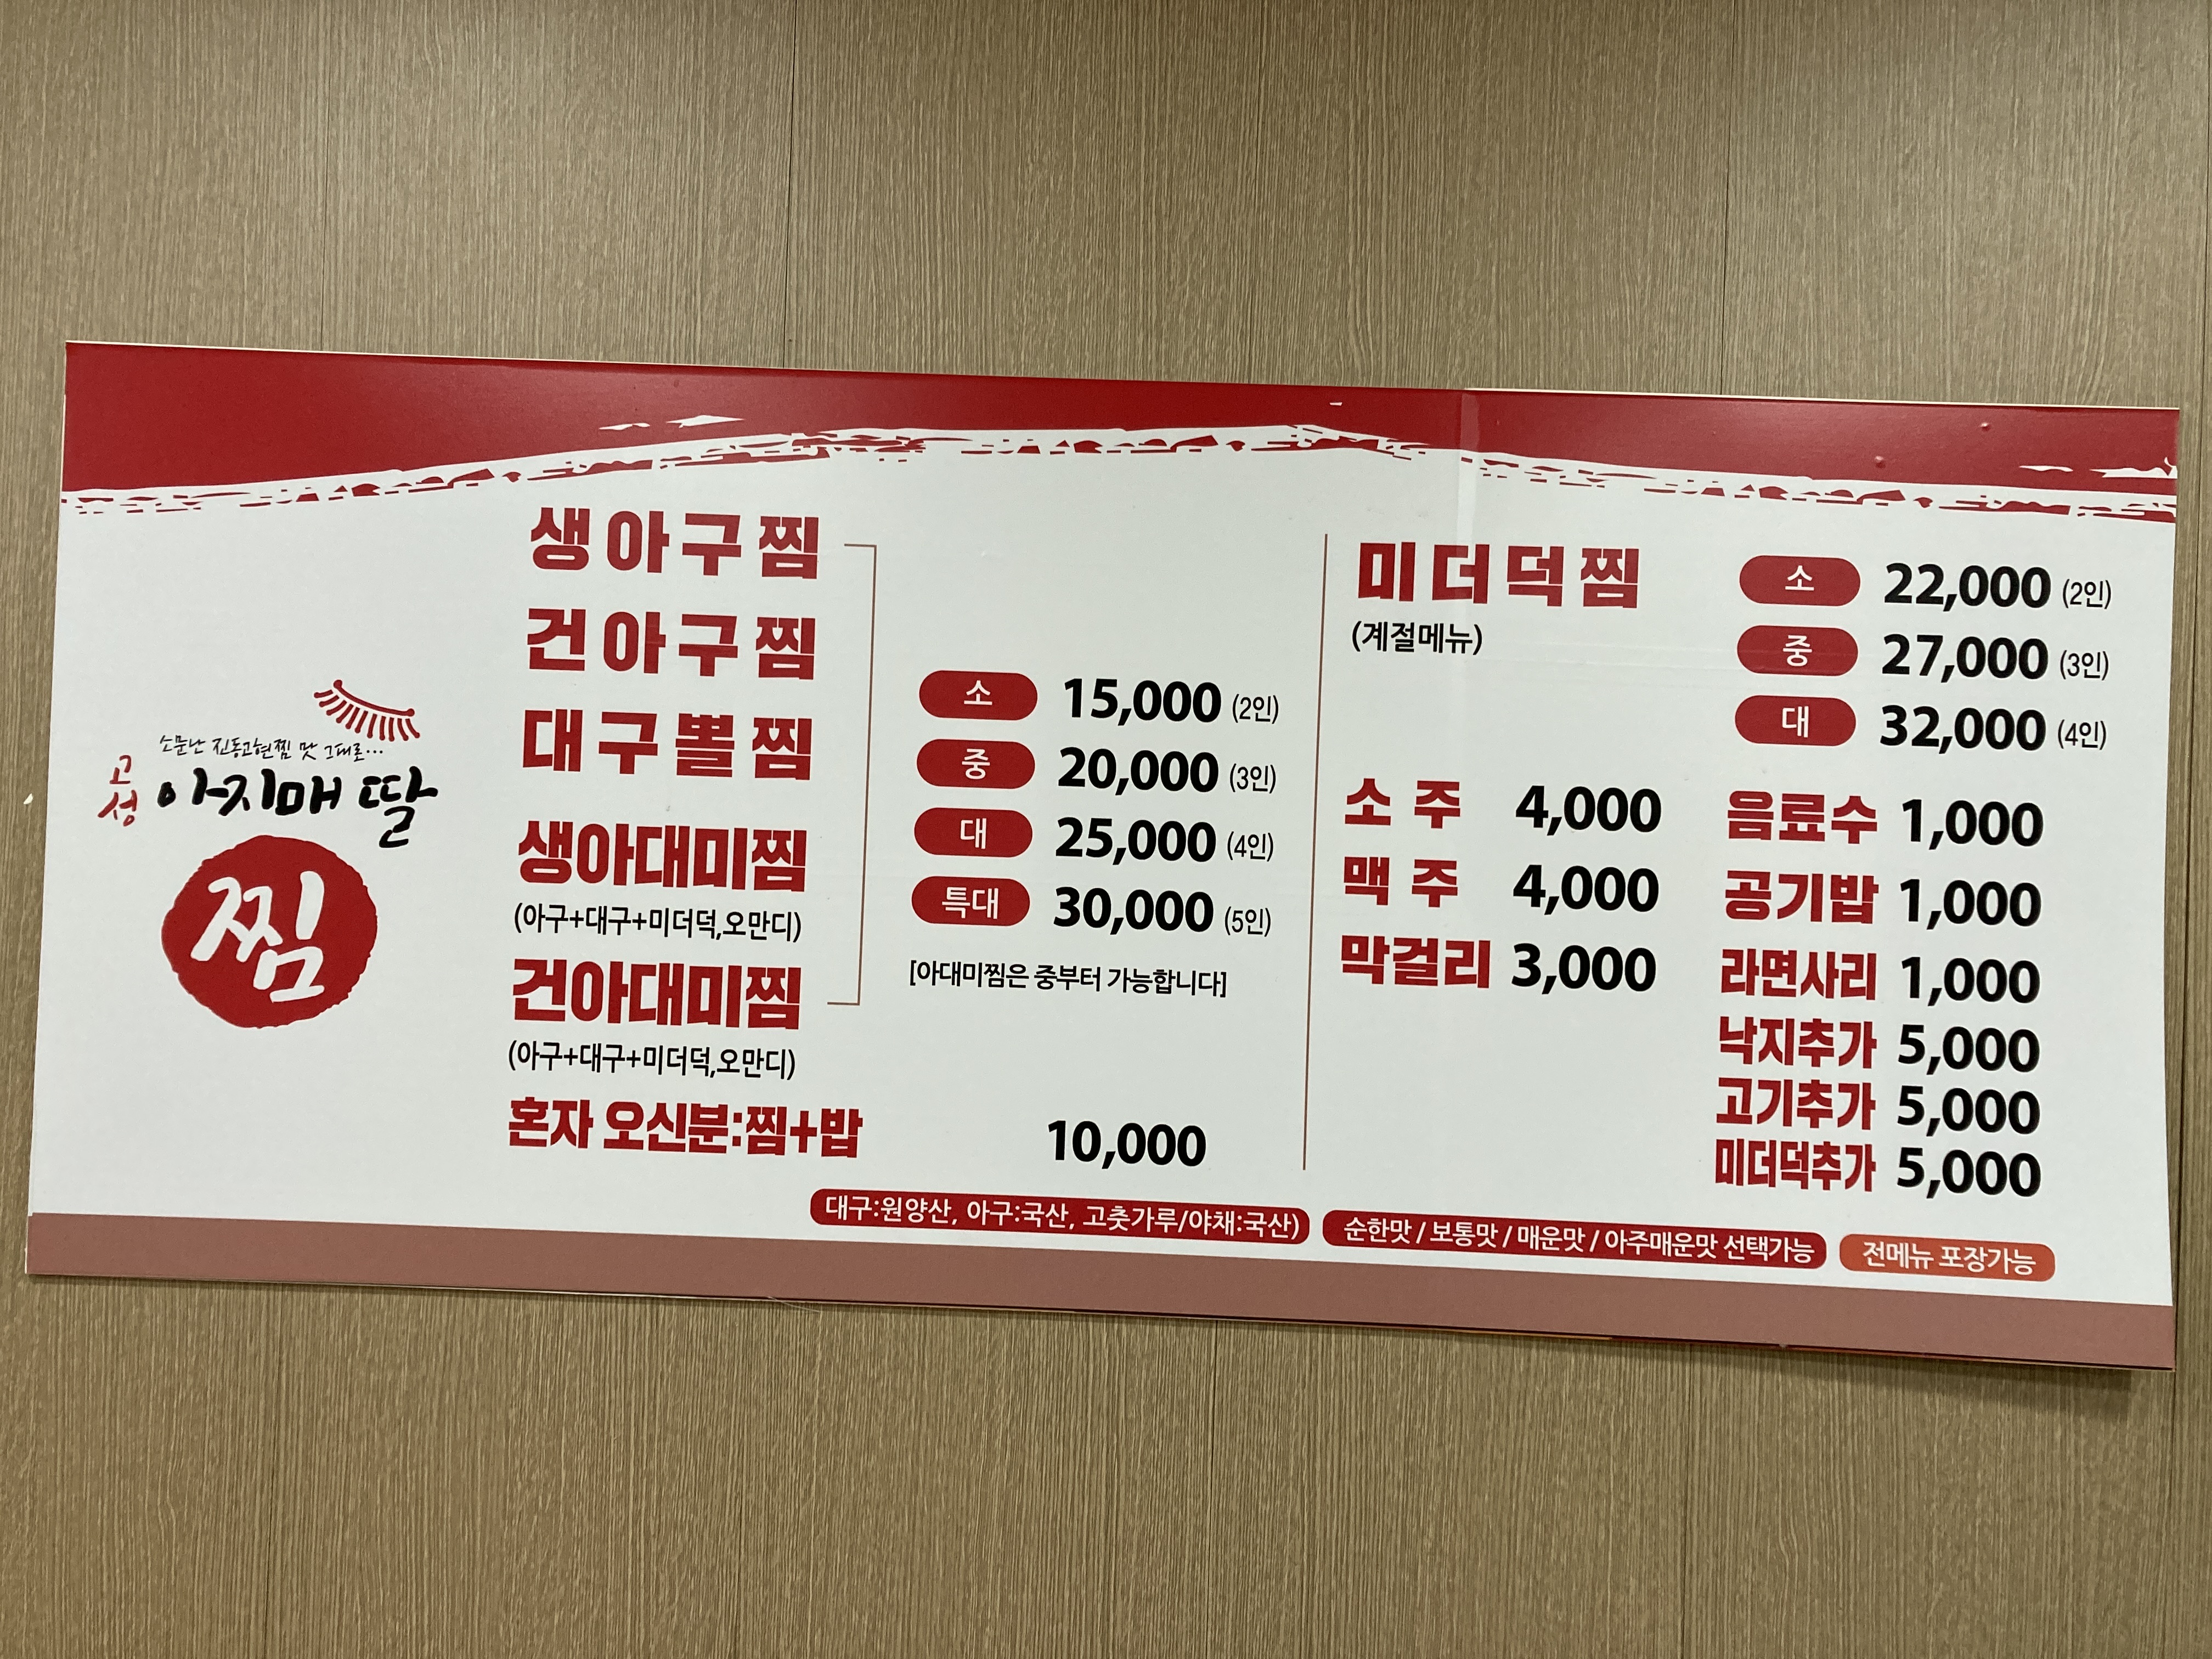 소문난 진동고현찜 맛 그대로...
고성 아지매 딸
찜
생아구찜
건아구찜
대구뽈찜
생아대미찜
(아구+대구+미더덕,오만디)
건아대미찜
(아구+대구+미더덕,오만디)
소 15,000 (2인)
중 20,000 (3인)
대 25,000 (4인)
특대 30,000 (5인)
[아대미찜은 중부터 가능합니다]
혼자 오신분:찜+밥 10,000
미더덕찜
(계절메뉴)
소 22,000 (2인)
중 27,000 (3인)
대 32,000 (4인)
소주 4,000
맥주 4,000
막걸리 3,000
음료수 1,000
공기밥 1,000
라면사리 1,000
낙지추가 5,000
고기추가 5,000
미더덕추가 5,000
대구:원양산, 아구:국산, 고춧가루/야채:국산)
순한맛 / 보통맛 / 매운맛 / 아주매운맛 선택가능
전메뉴 포장가능